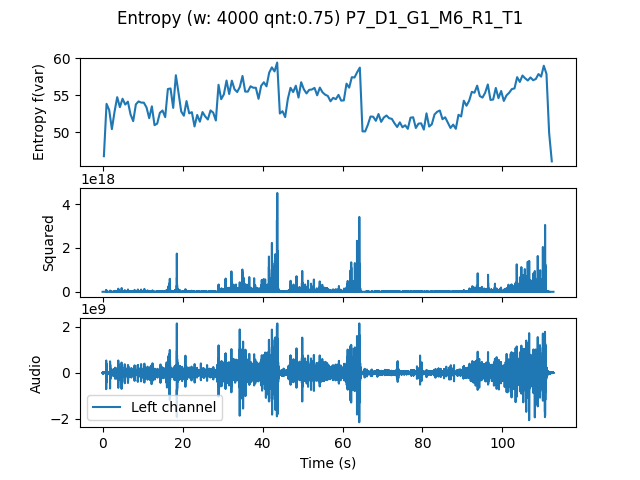 Entropy (w: 4000 qnt:0.75) P7_D1_G1_M6_R1_T1
Entropy f(var)
60
55
50
1e18
Squared
4
2
0
1e9
Audio
2
0
−2
Left channel
0 20 40 60 80 100
Time (s)